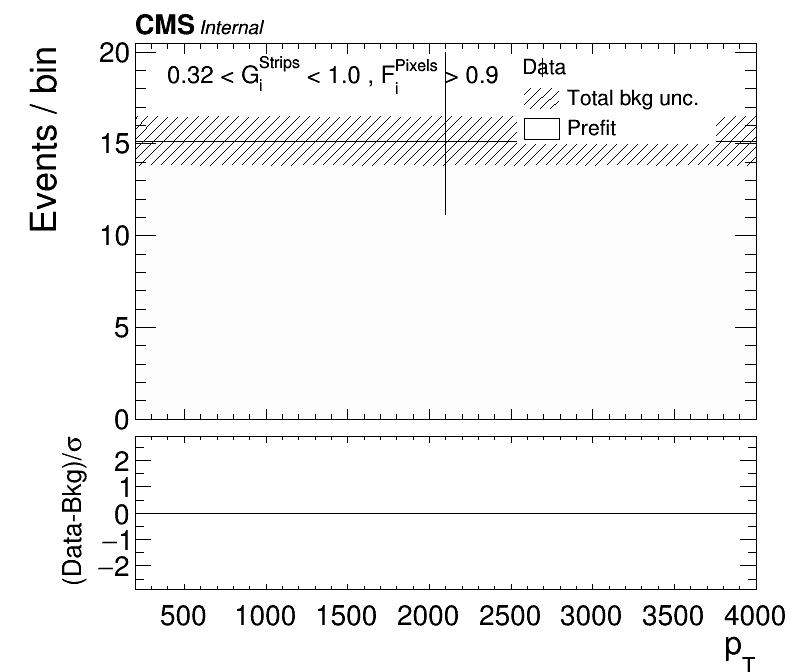 CMS Internal
20
15
10
5
0
Events / bin
0.32 < G_i^Strips < 1.0 , F_i^Pixels > 0.9
Data
Total bkg unc.
Prefit
(Data-Bkg)/σ
2
1
0
−1
−2
500 1000 1500 2000 2500 3000 3500 4000
p_T